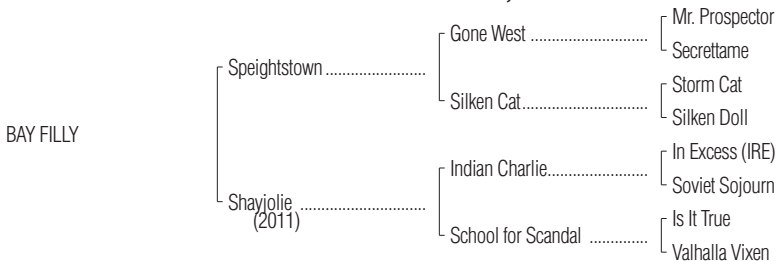 Mr. Prospector
Gone West ............................
Secrettame
Speightstown ........................
Storm Cat
Silken Cat..............................
Silken Doll
BAY FILLY
In Excess (IRE)
Indian Charlie........................
Soviet Sojourn
Shayjolie ..............................
(2011)
Is It True
School for Scandal ..............
Valhalla Vixen